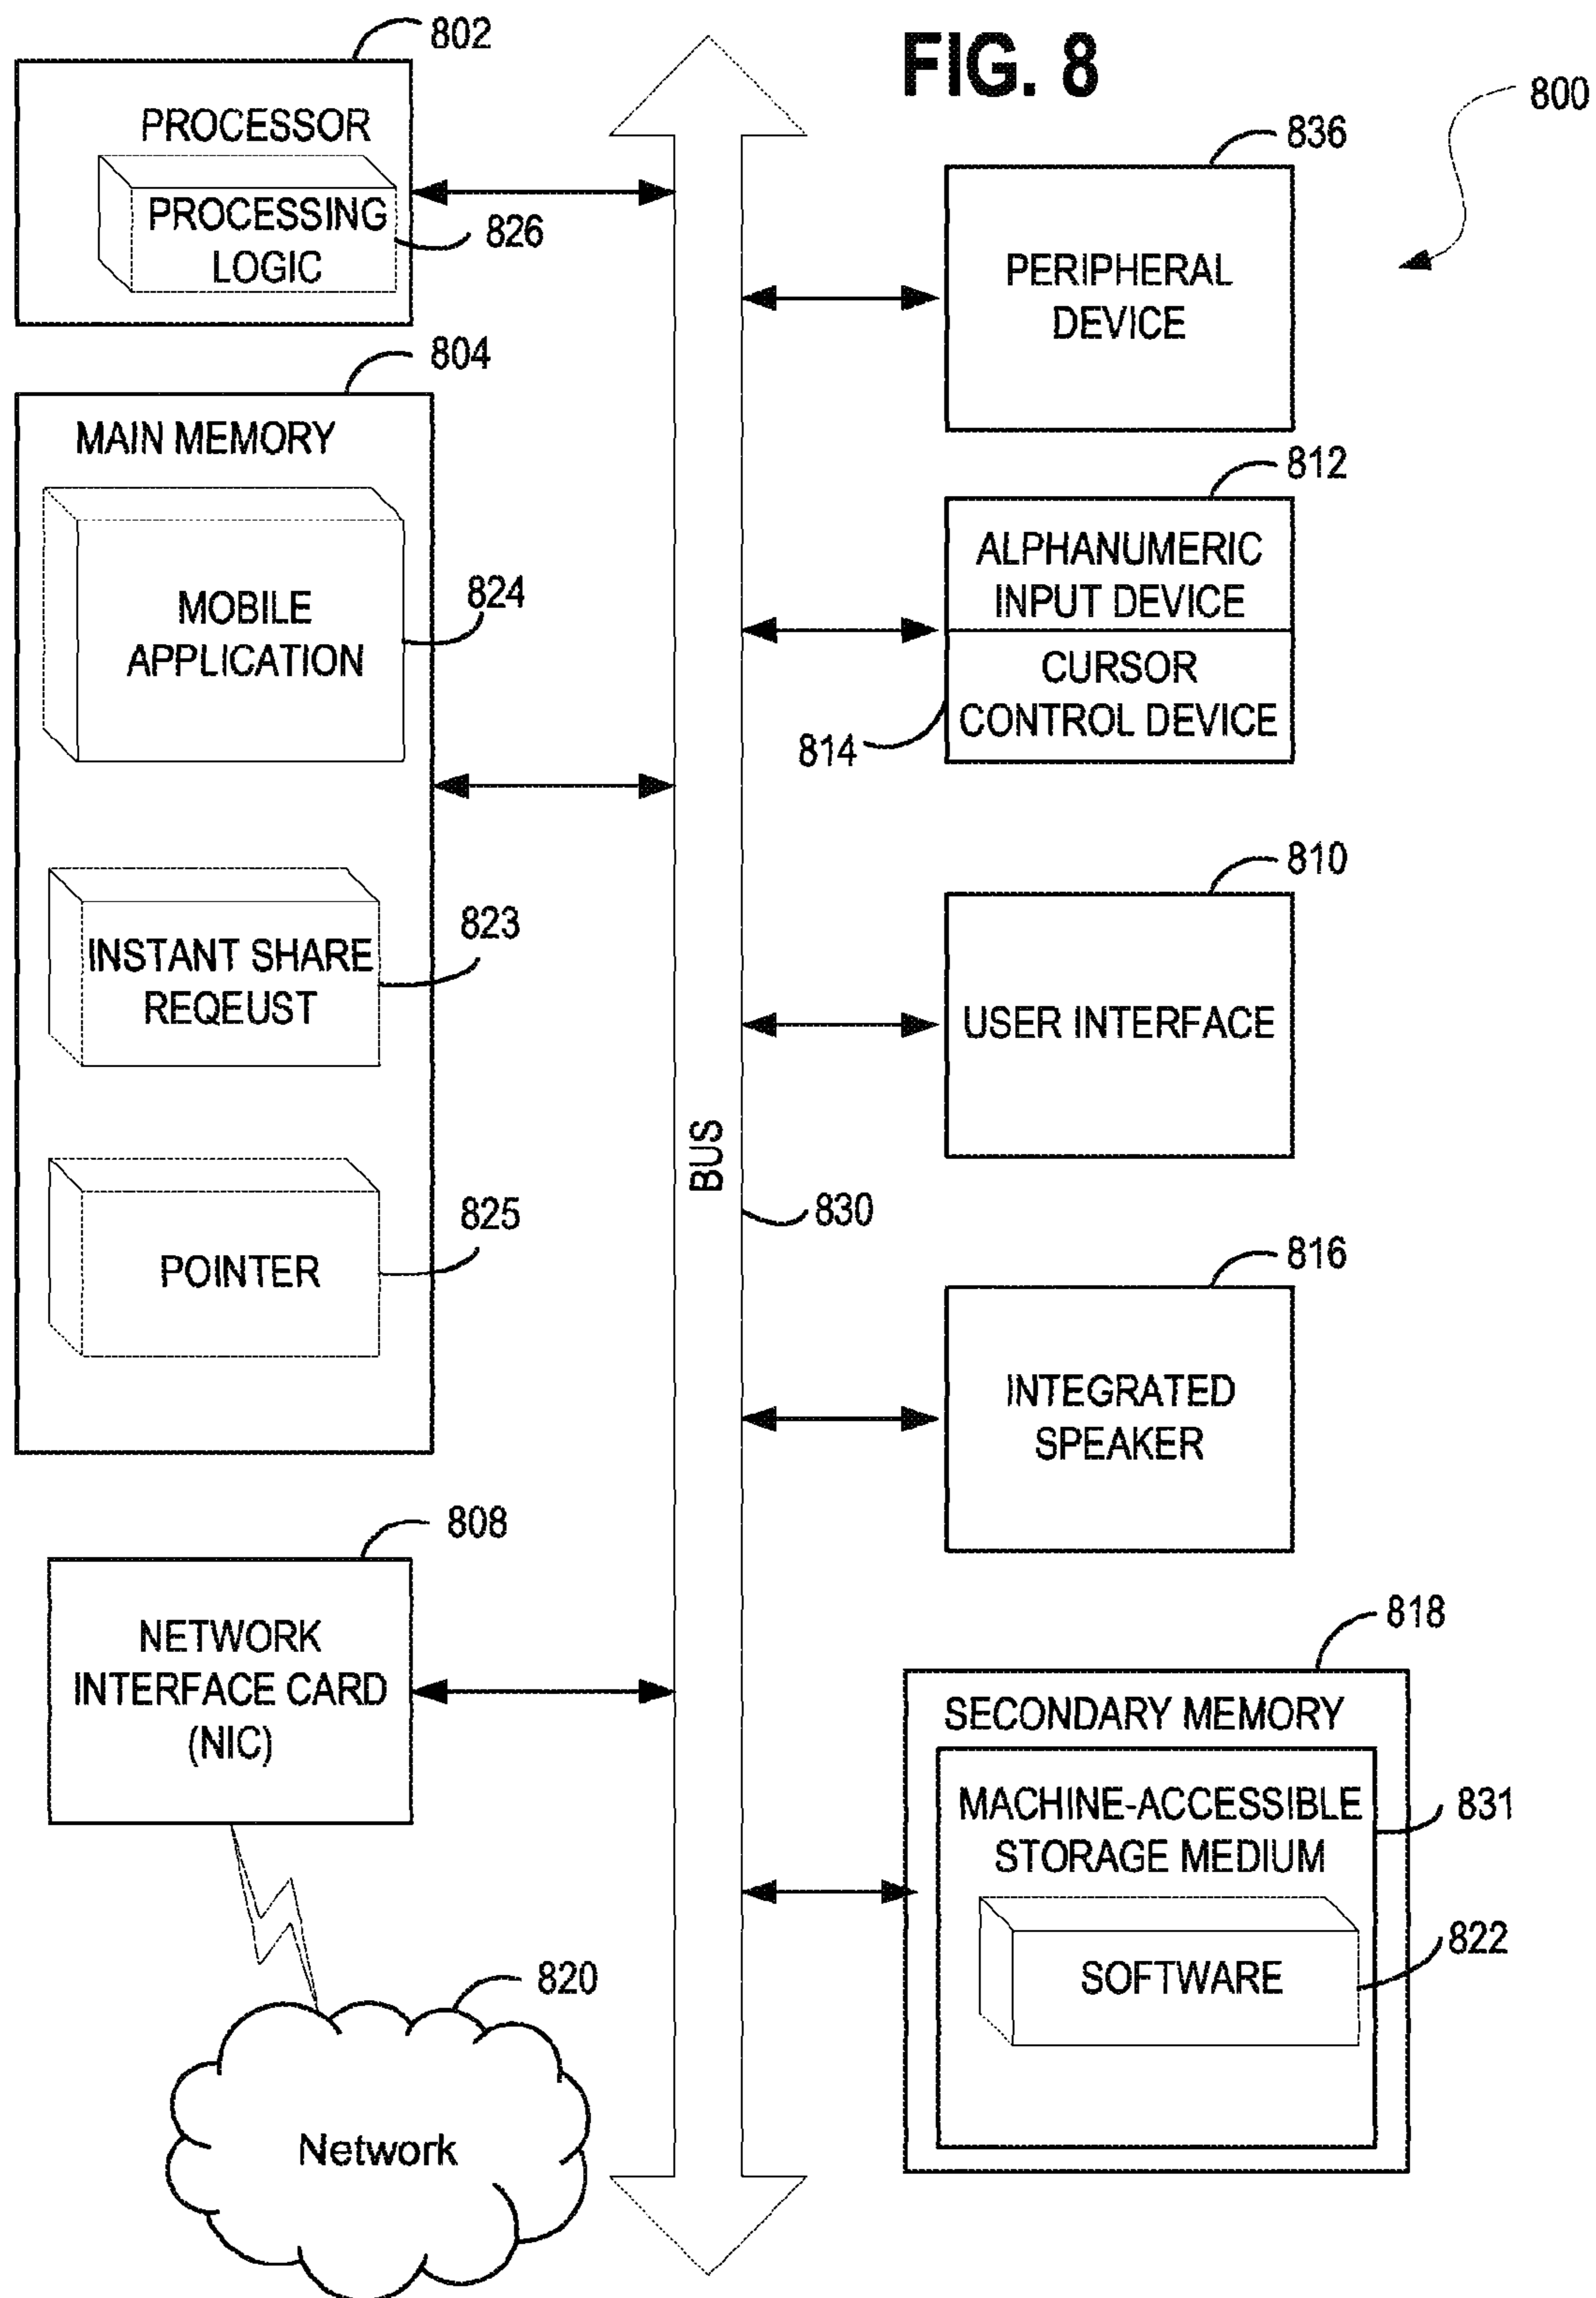 FIG. 8
800
802
PROCESSOR
PROCESSING
LOGIC
826
804
MAIN MEMORY
MOBILE
APPLICATION
824
INSTANT SHARE
REQEUST
823
POINTER
825
808
NETWORK
INTERFACE CARD
(NIC)
820
Network
BUS
830
836
PERIPHERAL
DEVICE
812
ALPHANUMERIC
INPUT DEVICE
CURSOR
CONTROL DEVICE
814
810
USER INTERFACE
816
INTEGRATED
SPEAKER
818
SECONDARY MEMORY
MACHINE-ACCESSIBLE
STORAGE MEDIUM
831
SOFTWARE
822